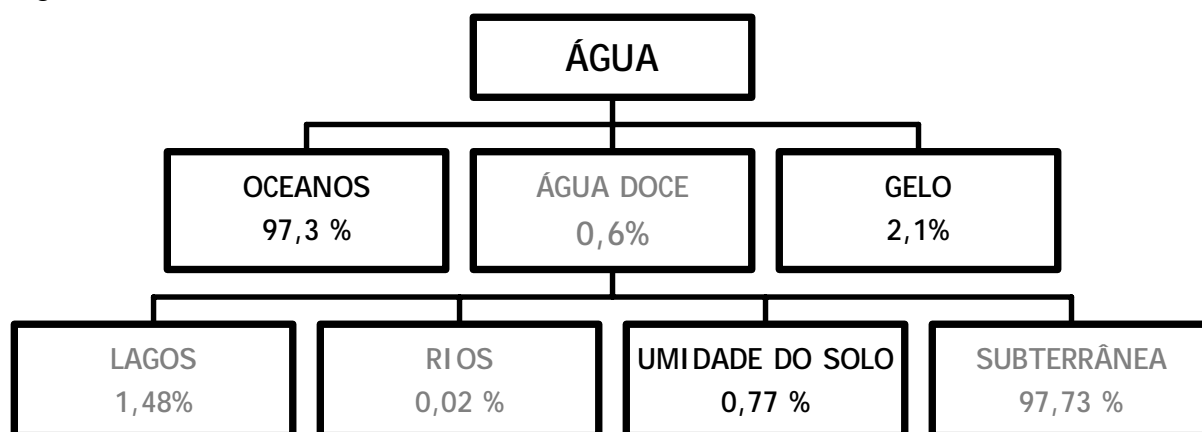 ÁGUA
OCEANOS
97,3 %
ÁGUA DOCE
0,6%
GELO
2,1%
LAGOS
1,48%
RIOS
0,02 %
UMIDADE DO SOLO
0,77 %
SUBTERRÂNEA
97,73 %